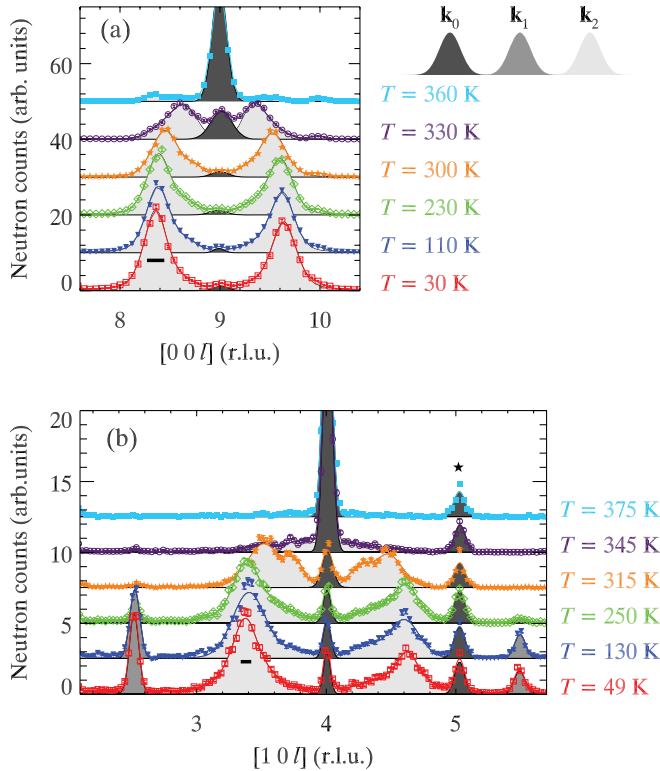 (a)
60
40
20
0
Neutron counts (arb. units)
8 9 10
[0 0 l] (r.l.u.)
k₀ k₁ k₂
T = 360 K
T = 330 K
T = 300 K
T = 230 K
T = 110 K
T = 30 K
(b)
20
15
10
5
0
Neutron counts (arb.units)
★
3 4 5
[1 0 l] (r.l.u.)
T = 375 K
T = 345 K
T = 315 K
T = 250 K
T = 130 K
T = 49 K